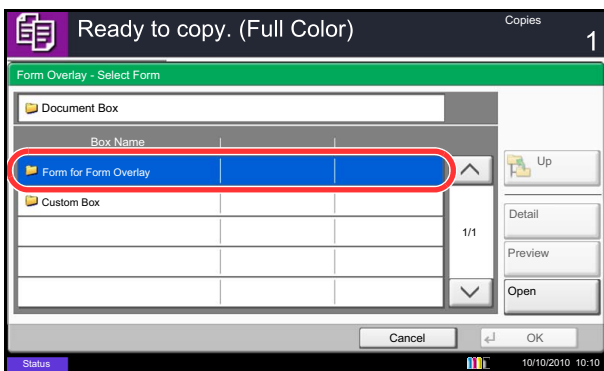 Ready to copy. (Full Color)
Copies
1
Form Overlay - Select Form
Document Box
Box Name
Form for Form Overlay
Custom Box
1/1
Up
Detail
Preview
Open
Cancel
OK
Status
10/10/2010 10:10